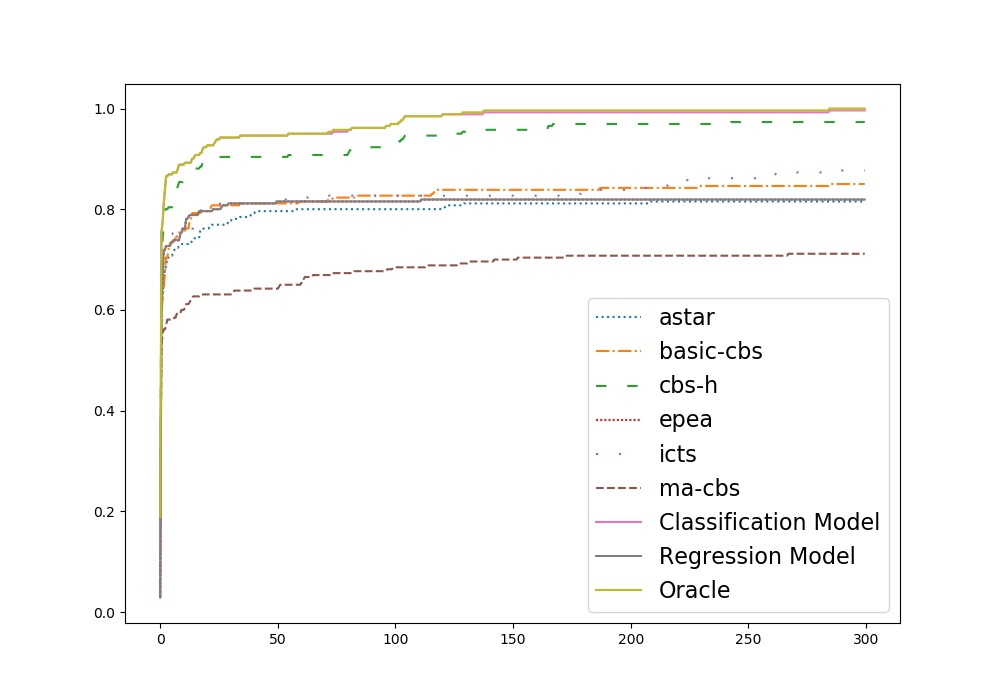 1.0
0.8
0.6
0.4
0.2
0.0
0 50 100 150 200 250 300
astar
basic-cbs
cbs-h
epea
icts
ma-cbs
Classification Model
Regression Model
Oracle